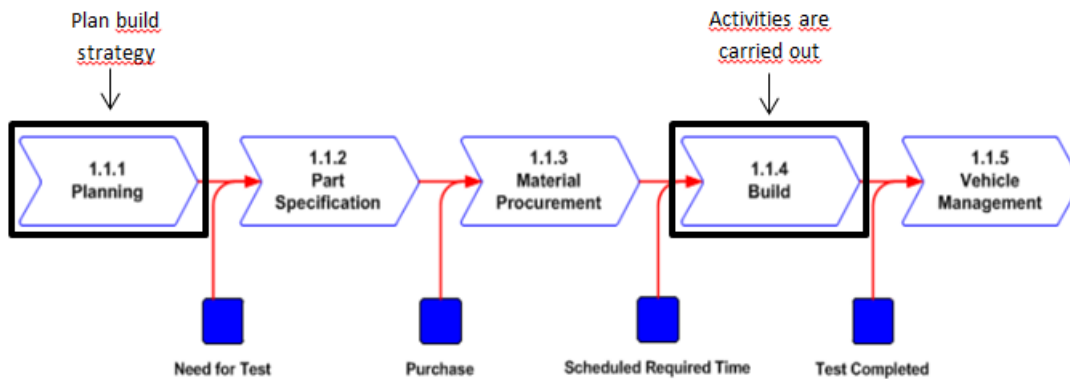 Plan build
strategy
Activities are
carried out
1.1.1
Planning
1.1.2
Part
Specification
1.1.3
Material
Procurement
1.1.4
Build
1.1.5
Vehicle
Management
Need for Test
Purchase
Scheduled Required Time
Test Completed